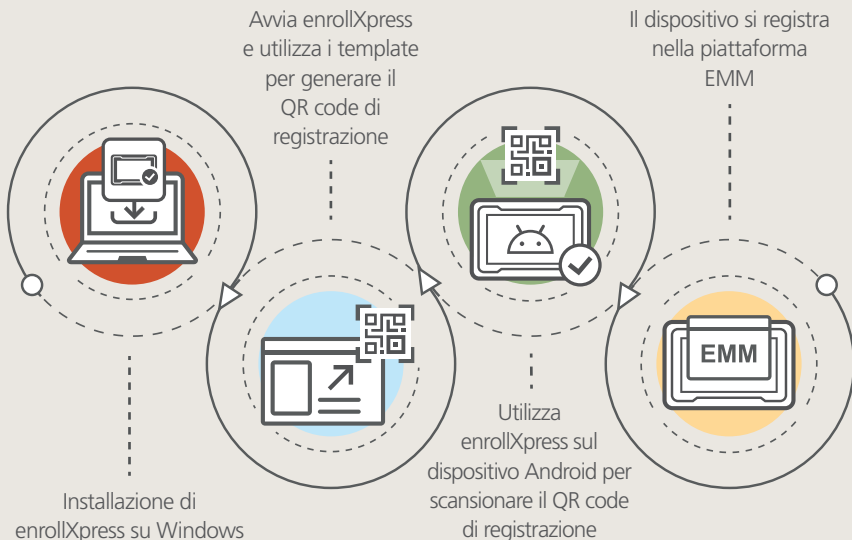 Installazione di
enrollXpress su Windows
Avvia enrollXpress
e utilizza i template
per generare il
QR code di
registrazione
Utilizza
enrollXpress sul
dispositivo Android per
scansionare il QR code
di registrazione
Il dispositivo si registra
nella piattaforma
EMM
EMM